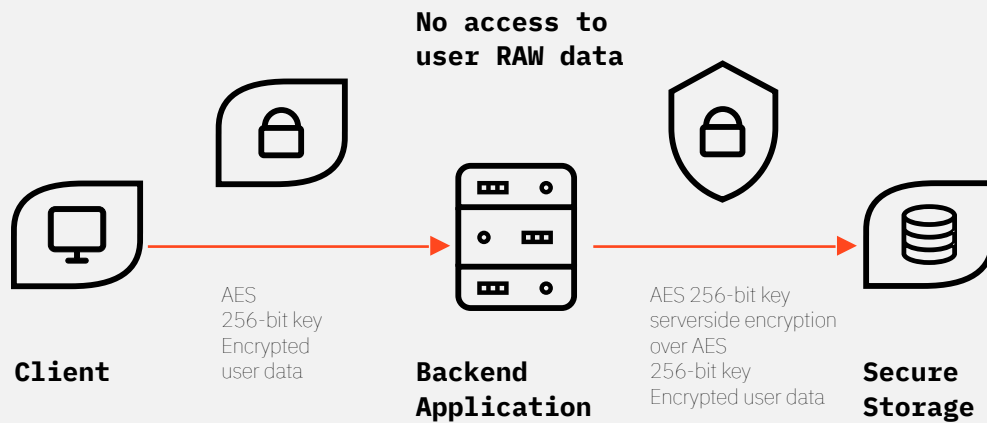 No access to
user RAW data
AES
256-bit key
Encrypted
user data
AES 256-bit key
serverside encryption
over AES
256-bit key
Encrypted user data
Client
Backend
Application
Secure
Storage